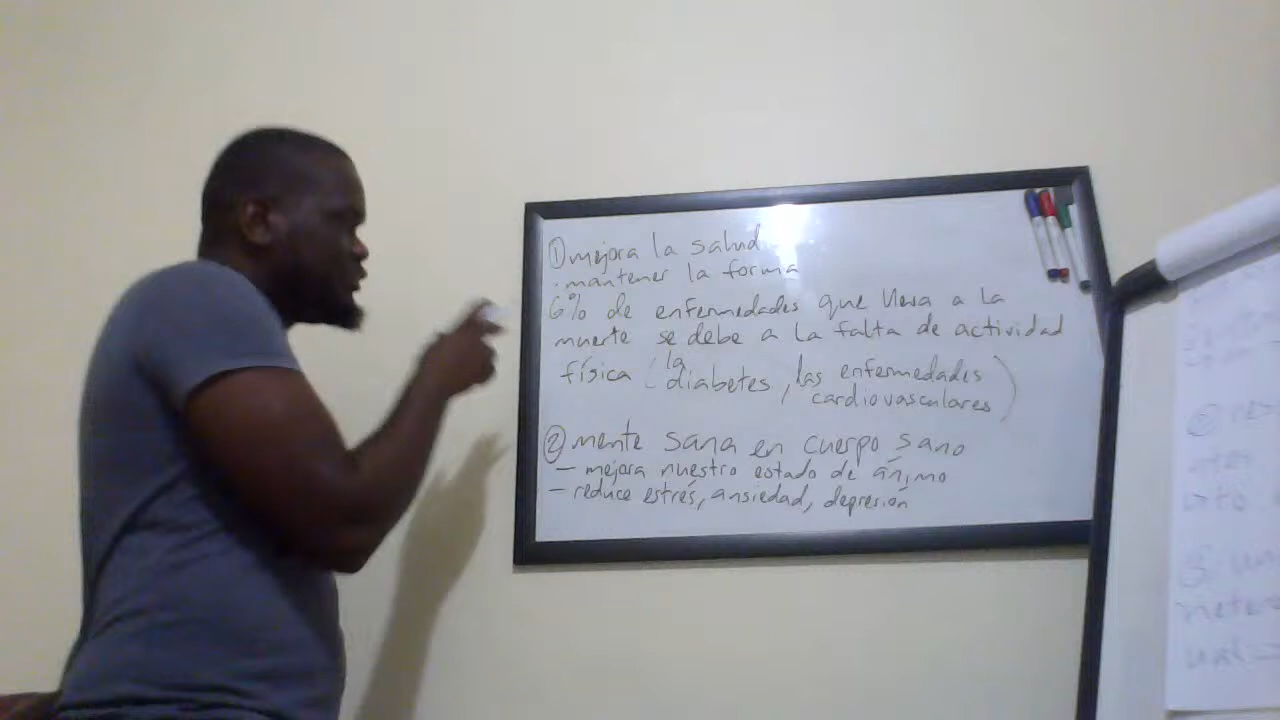 ① mejora la salud
· mantener la forma
6% de enfermedades que lleva a la
muerte se debe a la falta de actividad
física (la diabetes, las enfermedades
cardiovasculares)
② mente sana en cuerpo sano
– mejora nuestro estado de ánimo
– reduce estrés, ansiedad, depresión